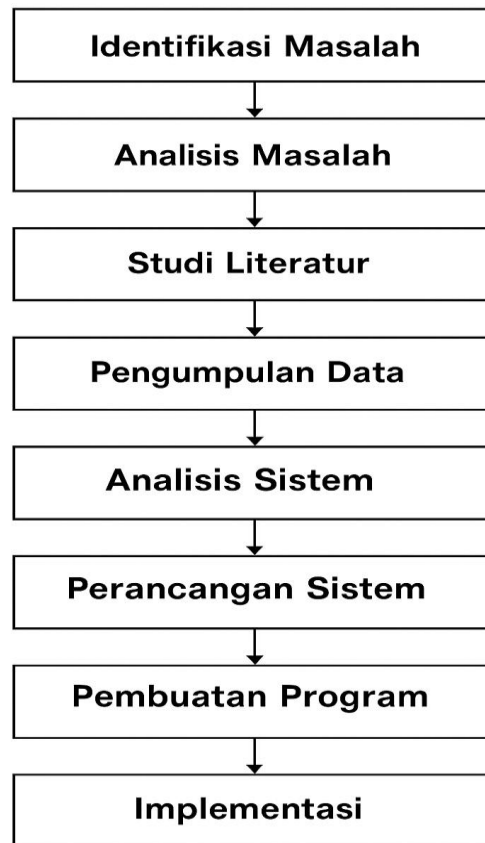 Identifikasi Masalah
Analisis Masalah
Studi Literatur
Pengumpulan Data
Analisis Sistem
Perancangan Sistem
Pembuatan Program
Implementasi